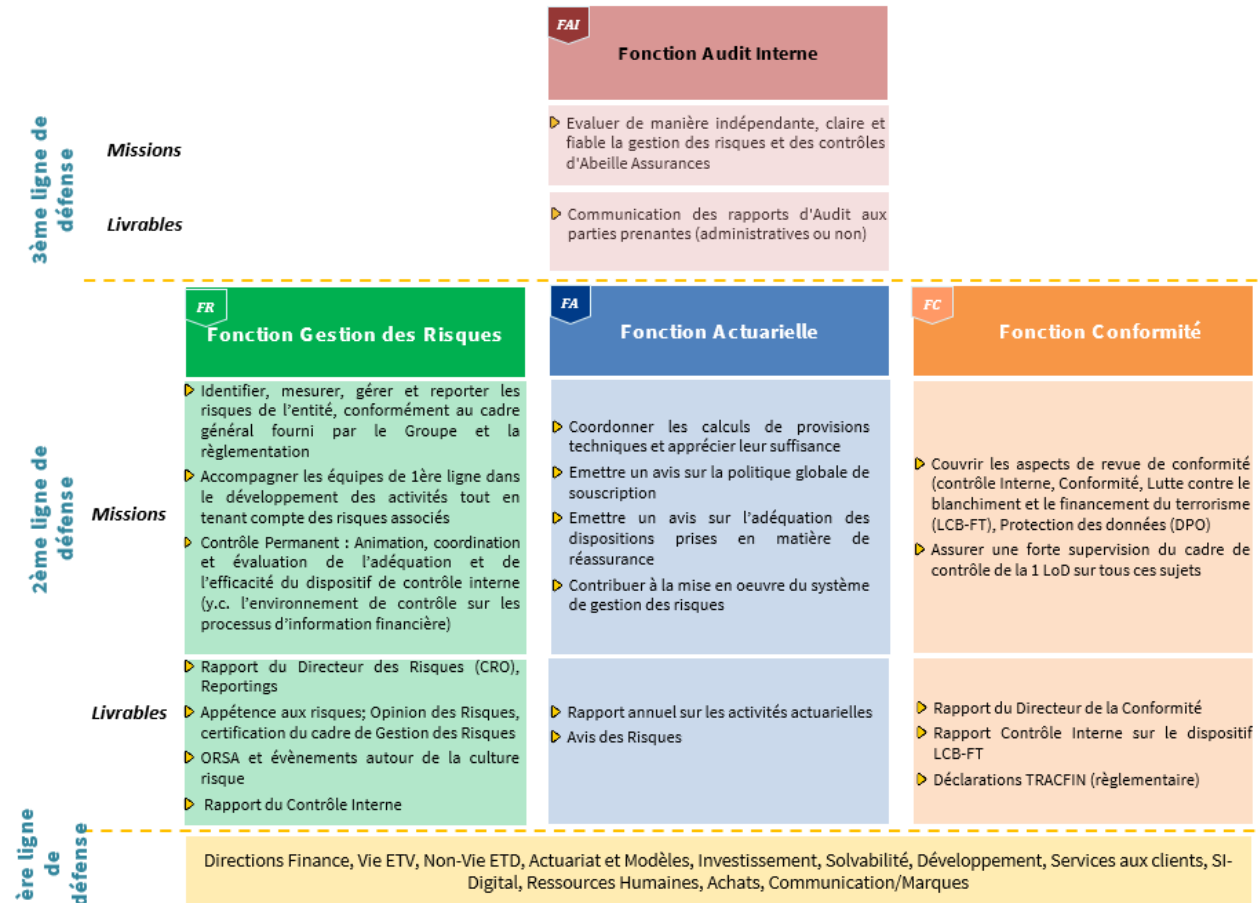 FAI
Fonction Audit Interne
3ème ligne de
défense
Missions
Evaluer de manière indépendante, claire et
fiable la gestion des risques et des contrôles
d'Abeille Assurances
Livrables
Communication des rapports d'Audit aux
parties prenantes (administratives ou non)
2ème ligne de
défense
FR
Fonction Gestion des Risques
FA
Fonction Actuarielle
FC
Fonction Conformité
Missions
Identifier, mesurer, gérer et reporter les
risques de l'entité, conformément au cadre
général fourni par le Groupe et la
règlementation
Accompagner les équipes de 1ère ligne dans
le développement des activités tout en
tenant compte des risques associés
Contrôle Permanent : Animation, coordination
et évaluation de l'adéquation et de
l'efficacité du dispositif de contrôle interne
(y.c. l'environnement de contrôle sur les
processus d'information financière)
Coordonner les calculs de provisions
techniques et apprécier leur suffisance
Emettre un avis sur la politique globale de
souscription
Emettre un avis sur l'adéquation des
dispositions prises en matière de
réassurance
Contribuer à la mise en oeuvre du système
de gestion des risques
Couvrir les aspects de revue de conformité
(contrôle Interne, Conformité, Lutte contre le
blanchiment et le financement du terrorisme
(LCB-FT), Protection des données (DPO)
Assurer une forte supervision du cadre de
contrôle de la 1 LoD sur tous ces sujets
Livrables
Rapport du Directeur des Risques (CRO),
Reportings
Appétence aux risques; Opinion des Risques,
certification du cadre de Gestion des Risques
ORSA et évènements autour de la culture
risque
Rapport du Contrôle Interne
Rapport annuel sur les activités actuarielles
Avis des Risques
Rapport du Directeur de la Conformité
Rapport Contrôle Interne sur le dispositif
LCB-FT
Déclarations TRACFIN (règlementaire)
ère ligne
de
défense
Directions Finance, Vie ETV, Non-Vie ETD, Actuariat et Modèles, Investissement, Solvabilité, Développement, Services aux clients, SI-
Digital, Ressources Humaines, Achats, Communication/Marques